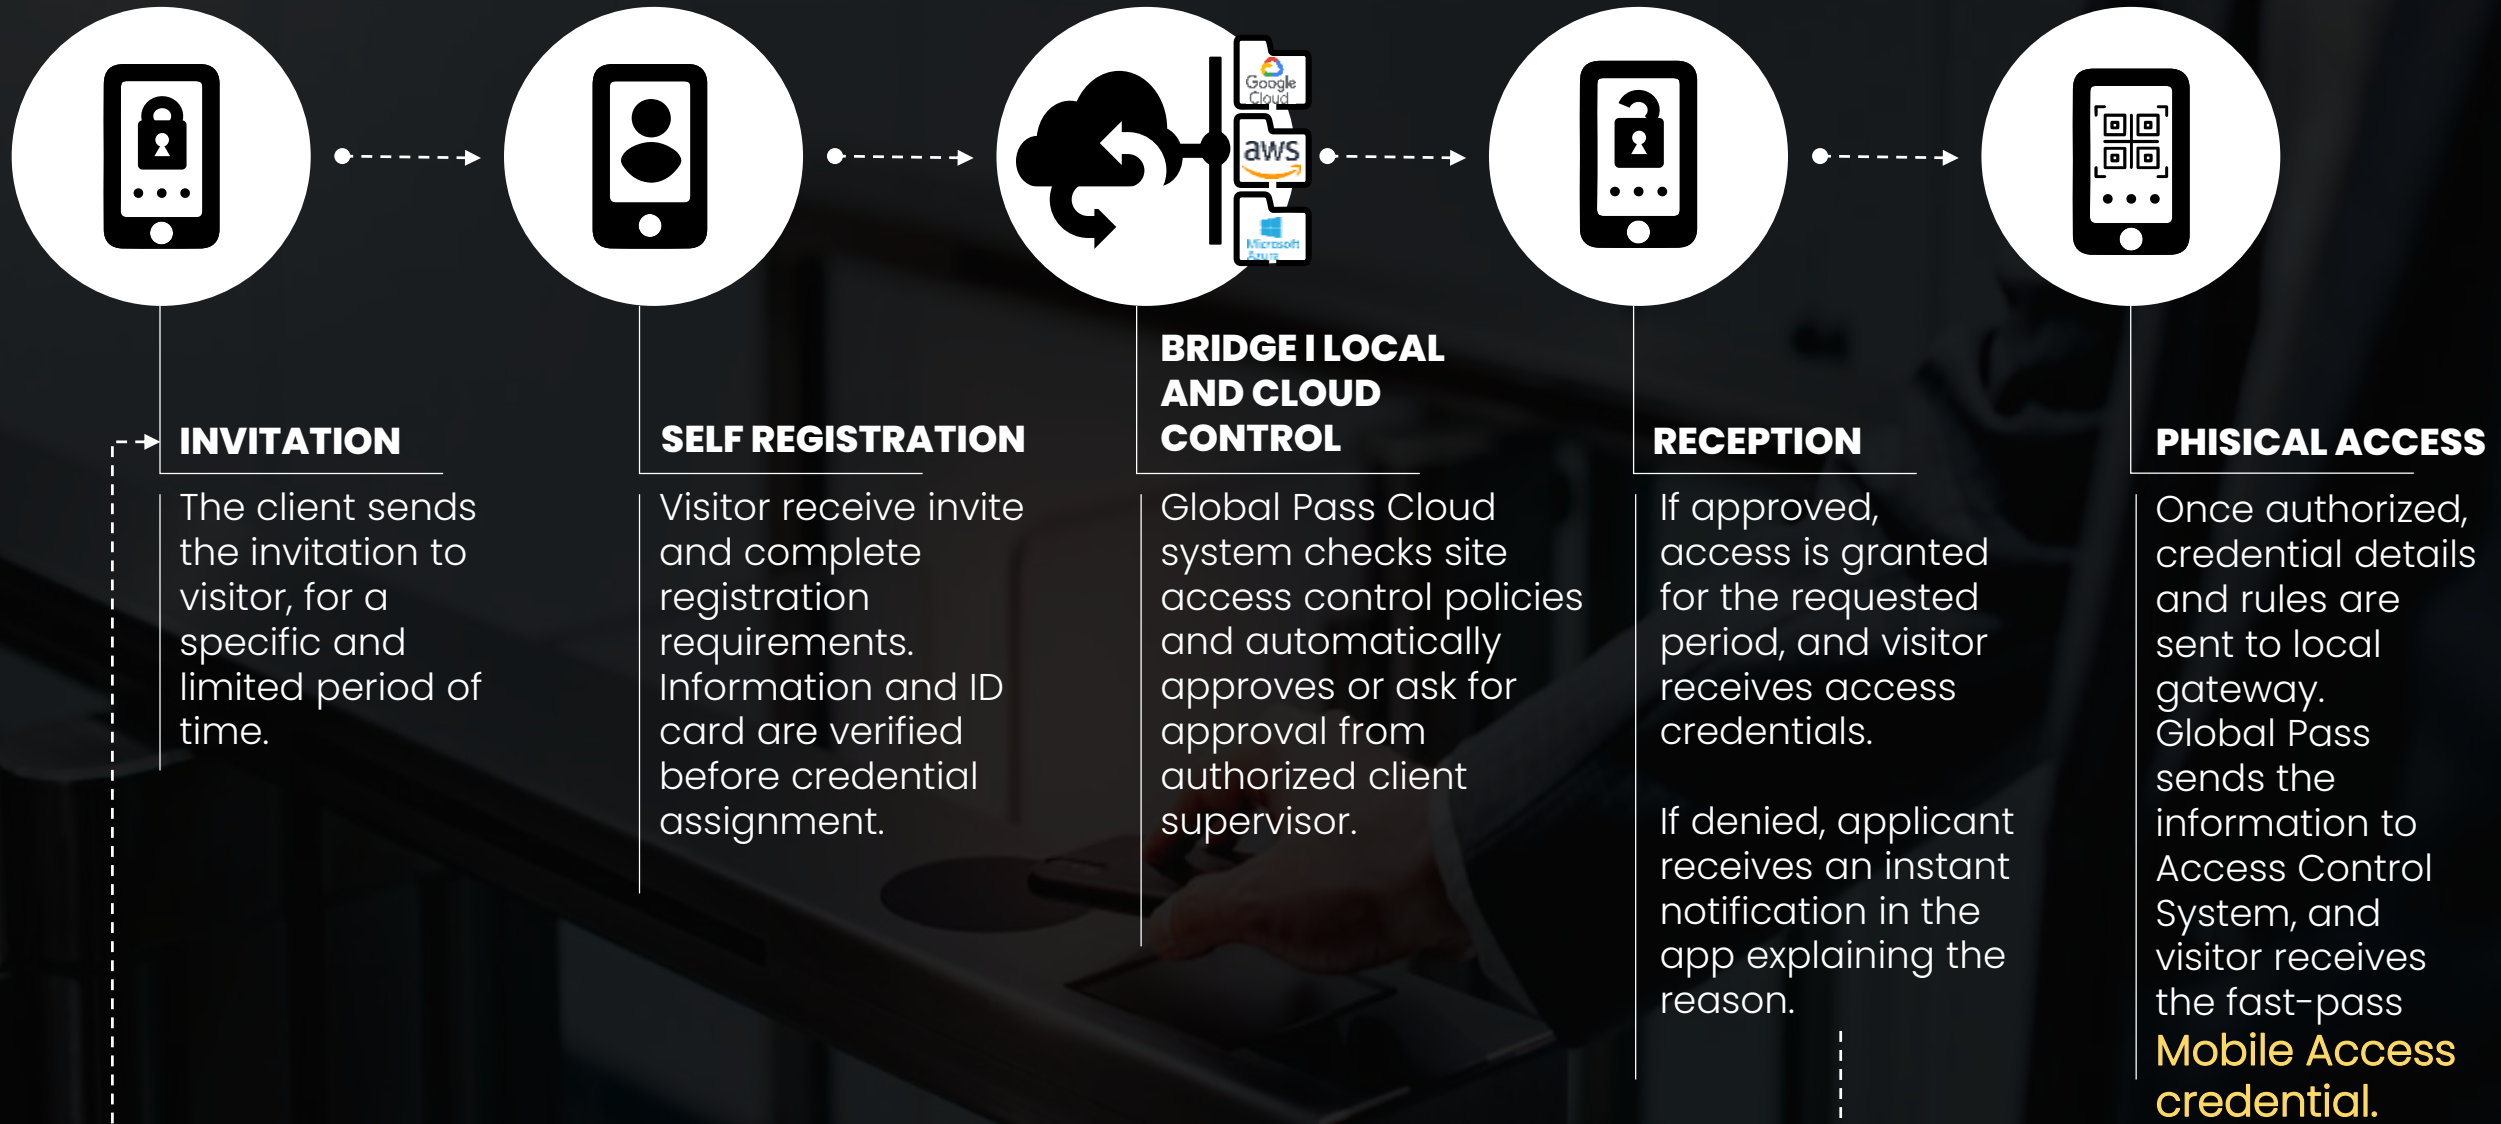 Google
Cloud
aws
Microsoft
Azure
INVITATION
The client sends
the invitation to
visitor, for a
specific and
limited period of
time.
SELF REGISTRATION
Visitor receive invite
and complete
registration
requirements.
Information and ID
card are verified
before credential
assignment.
BRIDGE I LOCAL
AND CLOUD
CONTROL
Global Pass Cloud
system checks site
access control policies
and automatically
approves or ask for
approval from
authorized client
supervisor.
RECEPTION
If approved,
access is granted
for the requested
period, and visitor
receives access
credentials.
If denied, applicant
receives an instant
notification in the
app explaining the
reason.
PHISICAL ACCESS
Once authorized,
credential details
and rules are
sent to local
gateway.
Global Pass
sends the
information to
Access Control
System, and
visitor receives
the fast-pass
Mobile Access
credential.